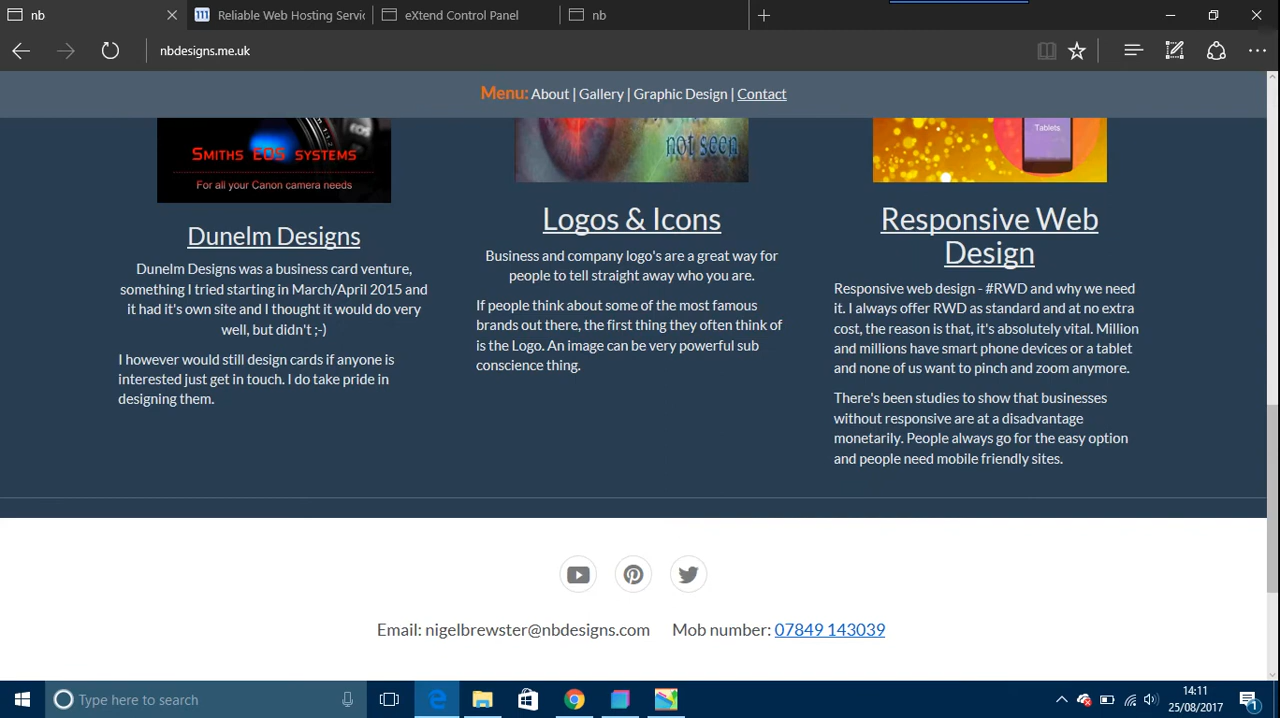 nb
Reliable Web Hosting Servic
eXtend Control Panel
nb
nbdesigns.me.uk
Menu: About | Gallery | Graphic Design | Contact
SMITHS EOS SYSTEMS
For all your Canon camera needs
Dunelm Designs
Dunelm Designs was a business card venture,
something I tried starting in March/April 2015 and
it had it's own site and I thought it would do very
well, but didn't ;-)
I however would still design cards if anyone is
interested just get in touch. I do take pride in
designing them.
not seen
Logos & Icons
Business and company logo's are a great way for
people to tell straight away who you are.
If people think about some of the most famous
brands out there, the first thing they often think of
is the Logo. An image can be very powerful sub
conscience thing.
Tablets
Responsive Web
Design
Responsive web design - #RWD and why we need
it. I always offer RWD as standard and at no extra
cost, the reason is that, it's absolutely vital. Million
and millions have smart phone devices or a tablet
and none of us want to pinch and zoom anymore.
There's been studies to show that businesses
without responsive are at a disadvantage
monetarily. People always go for the easy option
and people need mobile friendly sites.
Email: nigelbrewster@nbdesigns.com Mob number: 07849 143039
Type here to search
14:11
25/08/2017
1